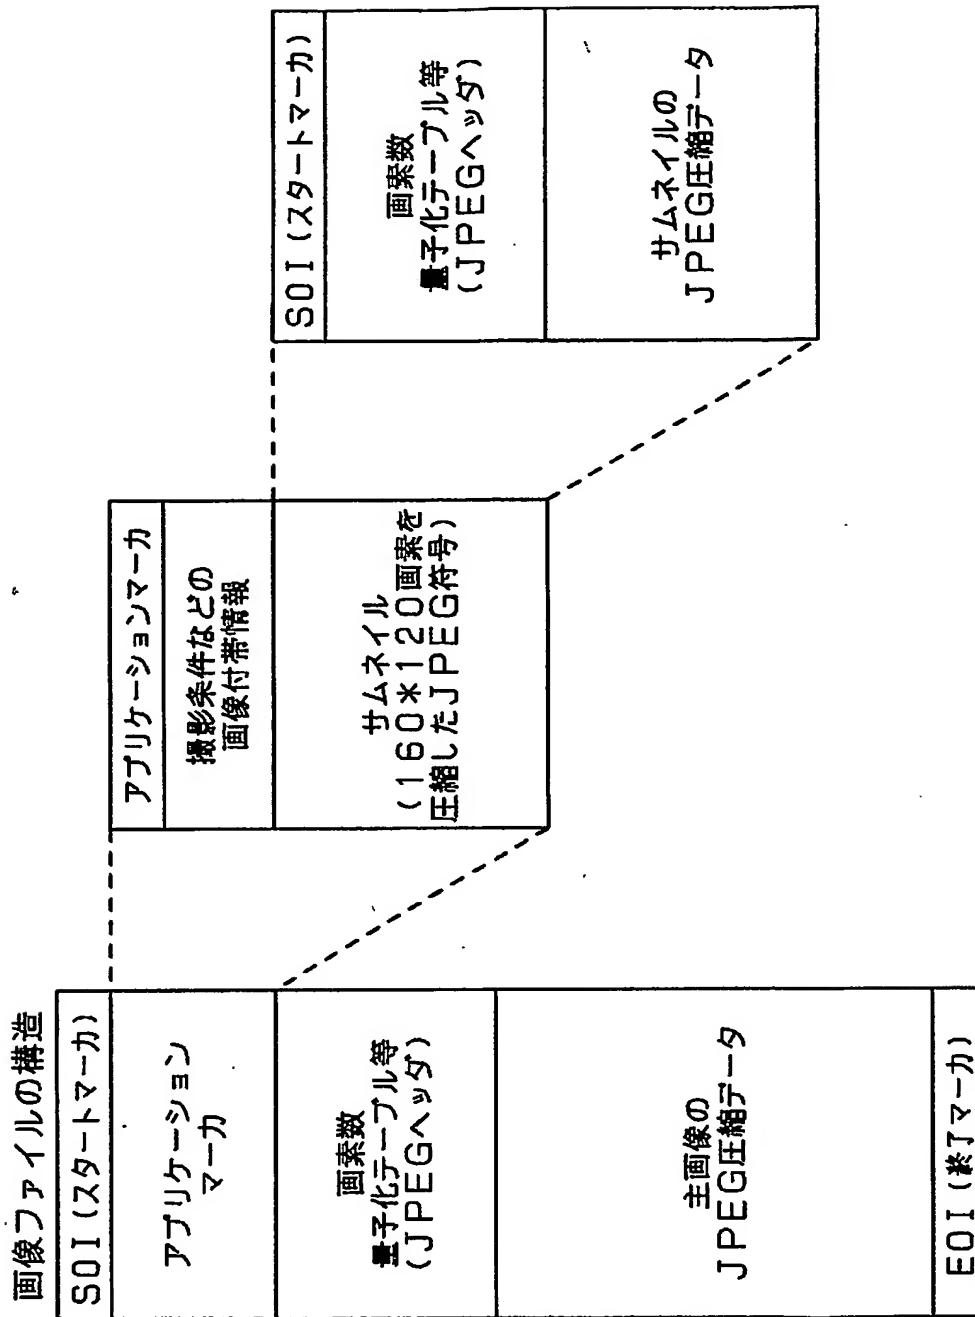 画像ファイルの構造
SOI(スタートマーカ)
アプリケーション
マーカ
画素数
量子化テーブル等
(JPEGヘッダ)
主画像の
JPEG圧縮データ
EOI(終了マーカ)
アプリケーションマーカ
撮影条件などの
画像付帯情報
サムネイル
(160*120画素を
圧縮したJPEG符号)
SOI(スタートマーカ)
画素数
量子化テーブル等
(JPEGヘッダ)
サムネイルの
JPEG圧縮データ